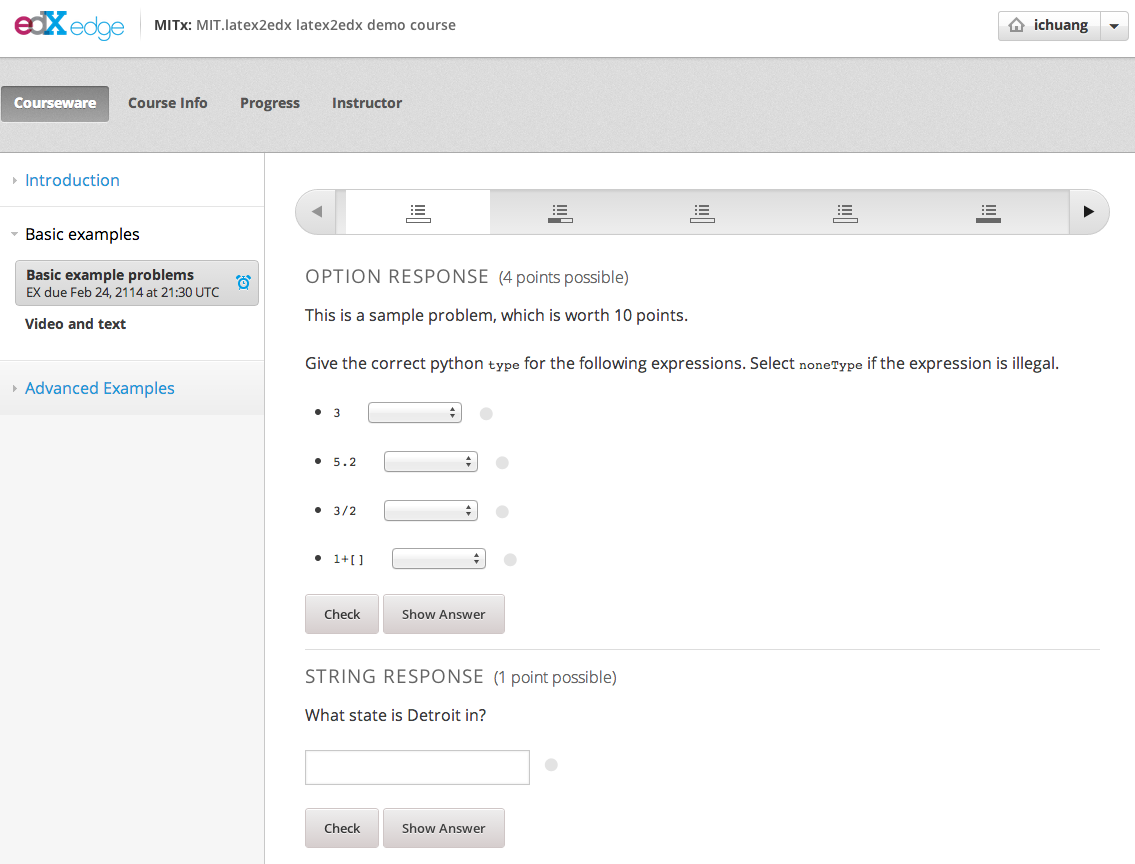 edX edge
MITx: MIT.latex2edx latex2edx demo course
ichuang
Courseware
Course Info
Progress
Instructor
Introduction
Basic examples
Basic example problems
EX due Feb 24, 2114 at 21:30 UTC
Video and text
Advanced Examples
OPTION RESPONSE (4 points possible)
This is a sample problem, which is worth 10 points.
Give the correct python type for the following expressions. Select noneType if the expression is illegal.
3
5.2
3/2
1+[]
Check
Show Answer
STRING RESPONSE (1 point possible)
What state is Detroit in?
Check
Show Answer